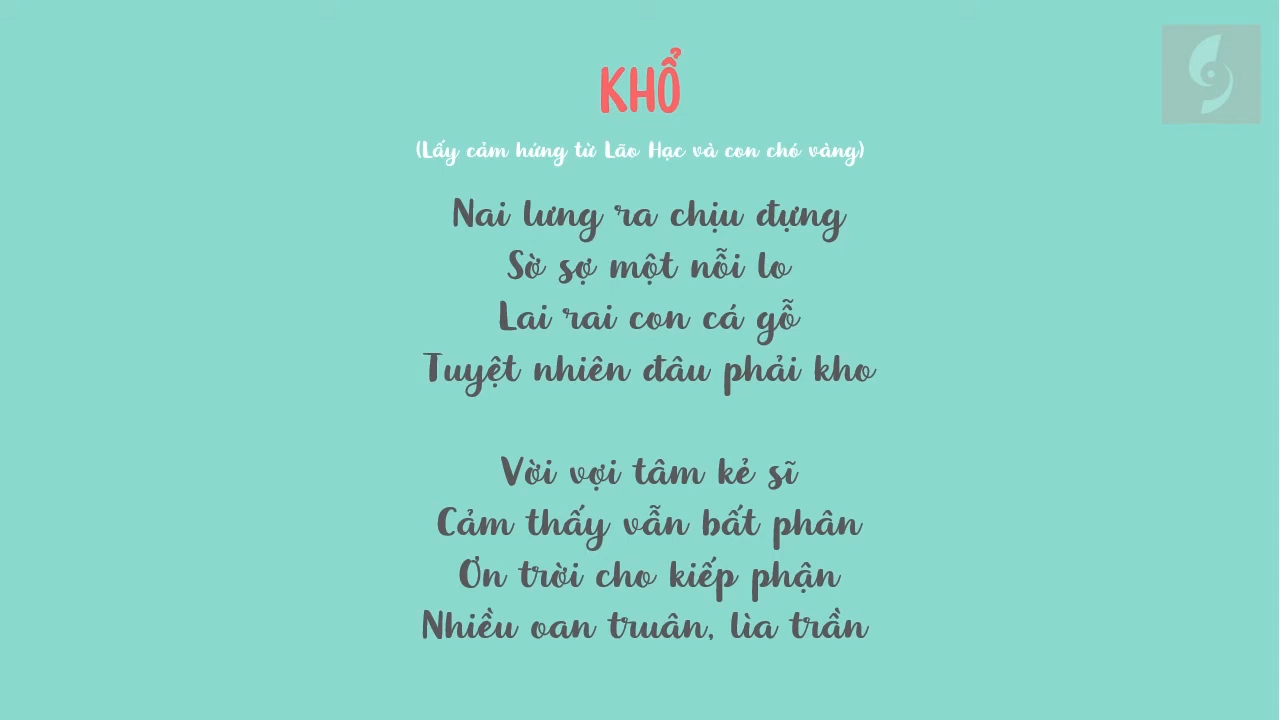 KHỔ
(Lấy cảm hứng từ Lão Hạc và con chó vàng)
Nai lưng ra chịu đựng
Sờ sợ một nỗi lo
Lai rai con cá gỗ
Tuyệt nhiên đâu phải kho
Vời vợi tâm kẻ sĩ
Cảm thấy vẫn bất phân
Ơn trời cho kiếp phận
Nhiều oan truân, lìa trần